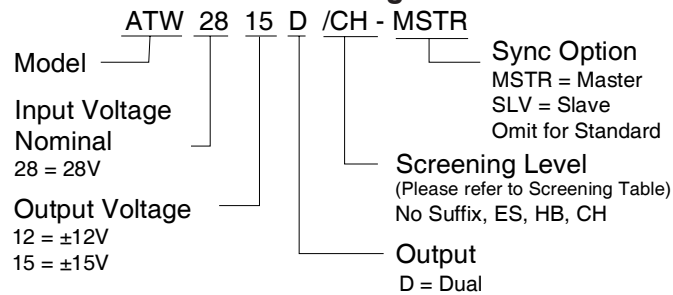 ATW 28 15 D /CH - MSTR
Model
Input Voltage
Nominal
28 = 28V
Output Voltage
12 = ±12V
15 = ±15V
Sync Option
MSTR = Master
SLV = Slave
Omit for Standard
Screening Level
(Please refer to Screening Table)
No Suffix, ES, HB, CH
Output
D = Dual